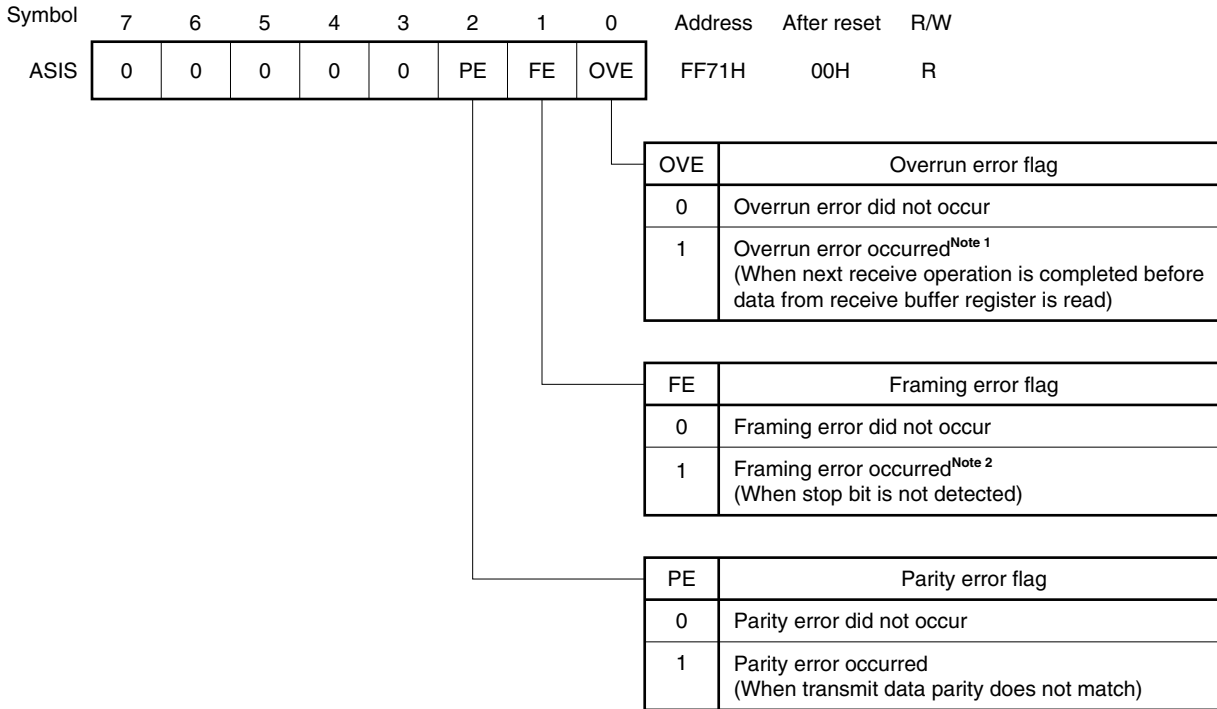 Symbol 7 6 5 4 3 2 1 0 Address After reset R/W
ASIS 0 0 0 0 0 PE FE OVE FF71H 00H R
OVE Overrun error flag
0 Overrun error did not occur
1 Overrun error occurredNote 1
(When next receive operation is completed before
data from receive buffer register is read)
FE Framing error flag
0 Framing error did not occur
1 Framing error occurredNote 2
(When stop bit is not detected)
PE Parity error flag
0 Parity error did not occur
1 Parity error occurred
(When transmit data parity does not match)